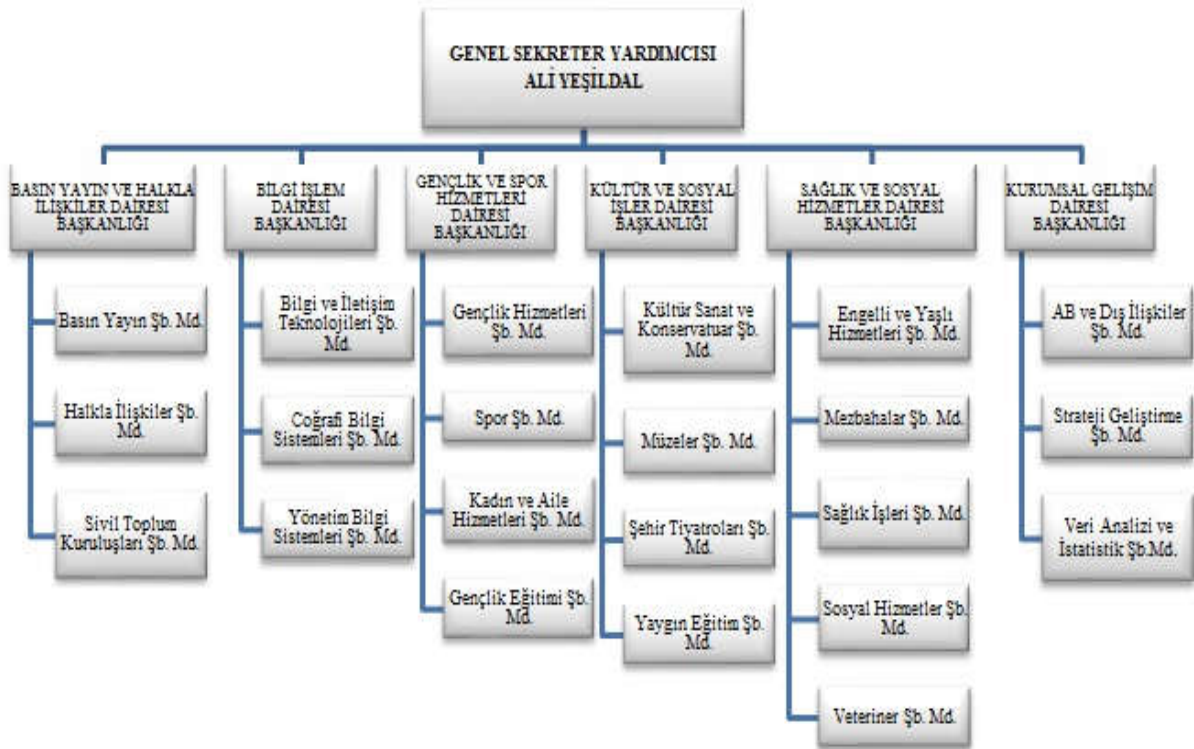 GENEL SEKRETER YARDIMCISI
ALİ YEŞİLDAL
BASIN YAYIN VE HALKLA
İLİŞKİLER DAİRESİ
BAŞKANLIĞI
Basın Yayın Şb. Md.
Halkla İlişkiler Şb.
Md.
Sivil Toplum
Kuruluşları Şb. Md.
BİLGİ İŞLEM
DAİRESİ
BAŞKANLIĞI
Bilgi ve İletişim
Teknolojileri Şb.
Md.
Coğrafi Bilgi
Sistemleri Şb. Md.
Yönetim Bilgi
Sistemleri Şb. Md.
GENÇLİK VE SPOR
HİZMETLERİ
DAİRESİ
BAŞKANLIĞI
Gençlik Hizmetleri
Şb. Md.
Spor Şb. Md.
Kadın ve Aile
Hizmetleri Şb. Md.
Gençlik Eğitimi Şb.
Md.
KÜLTÜR VE SOSYAL
İŞLER DAİRESİ
BAŞKANLIĞI
Kültür Sanat ve
Konservatuar Şb.
Md.
Müzeler Şb. Md.
Şehir Tiyatroları Şb.
Md.
Yaygın Eğitim Şb.
Md.
SAĞLIK VE SOSYAL
HİZMETLER DAİRESİ
BAŞKANLIĞI
Engelli ve Yaşlı
Hizmetleri Şb. Md.
Mezbahalar Şb. Md.
Sağlık İşleri Şb. Md.
Sosyal Hizmetler Şb.
Md.
Veteriner Şb. Md.
KURUMSAL GELİŞİM
DAİRESİ
BAŞKANLIĞI
AB ve Dış İlişkiler
Şb. Md.
Strateji Geliştirme
Şb. Md.
Veri Analizi ve
İstatistik Şb.Md.